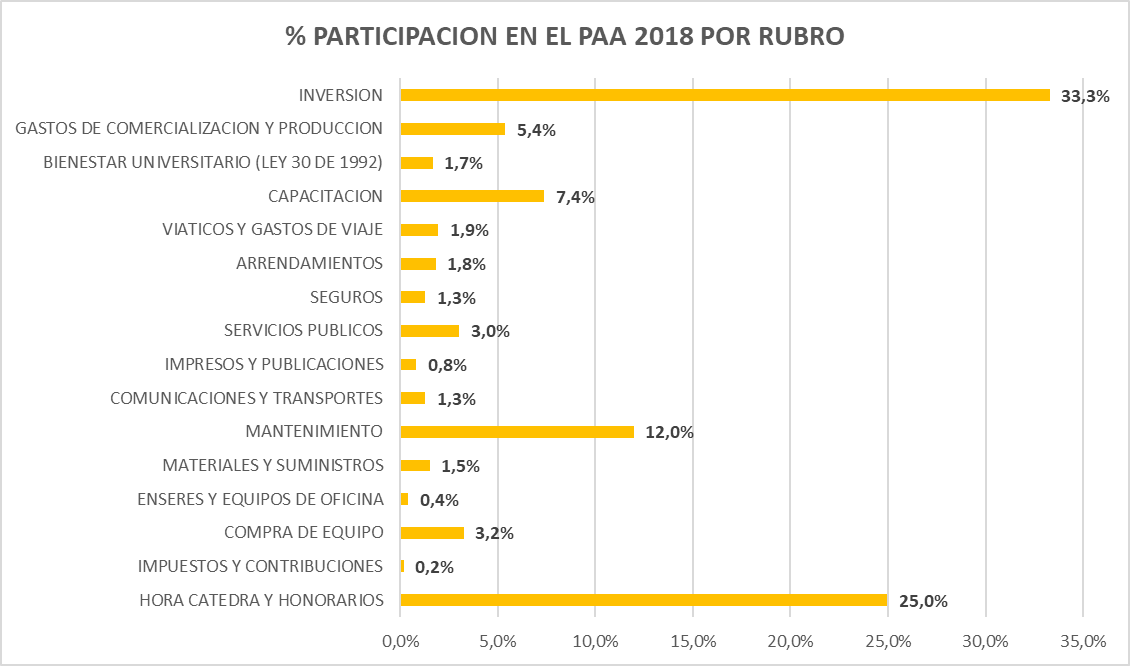 % PARTICIPACION EN EL PAA 2018 POR RUBRO
INVERSION 33,3%
GASTOS DE COMERCIALIZACION Y PRODUCCION 5,4%
BIENESTAR UNIVERSITARIO (LEY 30 DE 1992) 1,7%
CAPACITACION 7,4%
VIATICOS Y GASTOS DE VIAJE 1,9%
ARRENDAMIENTOS 1,8%
SEGUROS 1,3%
SERVICIOS PUBLICOS 3,0%
IMPRESOS Y PUBLICACIONES 0,8%
COMUNICACIONES Y TRANSPORTES 1,3%
MANTENIMIENTO 12,0%
MATERIALES Y SUMINISTROS 1,5%
ENSERES Y EQUIPOS DE OFICINA 0,4%
COMPRA DE EQUIPO 3,2%
IMPUESTOS Y CONTRIBUCIONES 0,2%
HORA CATEDRA Y HONORARIOS 25,0%
0,0% 5,0% 10,0% 15,0% 20,0% 25,0% 30,0% 35,0%